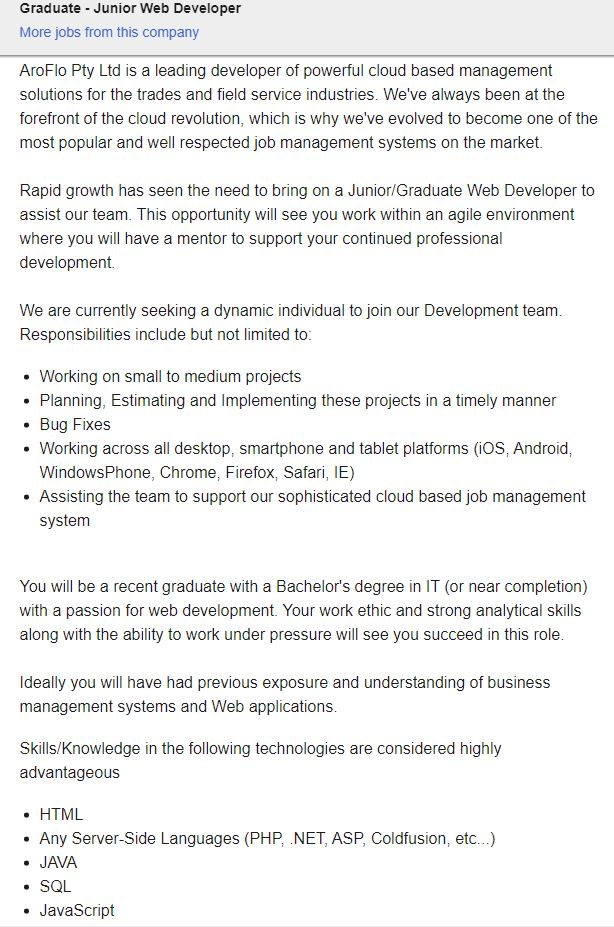 Graduate - Junior Web Developer
More jobs from this company
AroFlo Pty Ltd is a leading developer of powerful cloud based management
solutions for the trades and field service industries. We've always been at the
forefront of the cloud revolution, which is why we've evolved to become one of the
most popular and well respected job management systems on the market.
Rapid growth has seen the need to bring on a Junior/Graduate Web Developer to
assist our team. This opportunity will see you work within an agile environment
where you will have a mentor to support your continued professional
development.
We are currently seeking a dynamic individual to join our Development team.
Responsibilities include but not limited to:
• Working on small to medium projects
• Planning, Estimating and Implementing these projects in a timely manner
• Bug Fixes
• Working across all desktop, smartphone and tablet platforms (iOS, Android,
WindowsPhone, Chrome, Firefox, Safari, IE)
• Assisting the team to support our sophisticated cloud based job management
system
You will be a recent graduate with a Bachelor's degree in IT (or near completion)
with a passion for web development. Your work ethic and strong analytical skills
along with the ability to work under pressure will see you succeed in this role.
Ideally you will have had previous exposure and understanding of business
management systems and Web applications.
Skills/Knowledge in the following technologies are considered highly
advantageous
• HTML
• Any Server-Side Languages (PHP, .NET, ASP, Coldfusion, etc...)
• JAVA
• SQL
• JavaScript